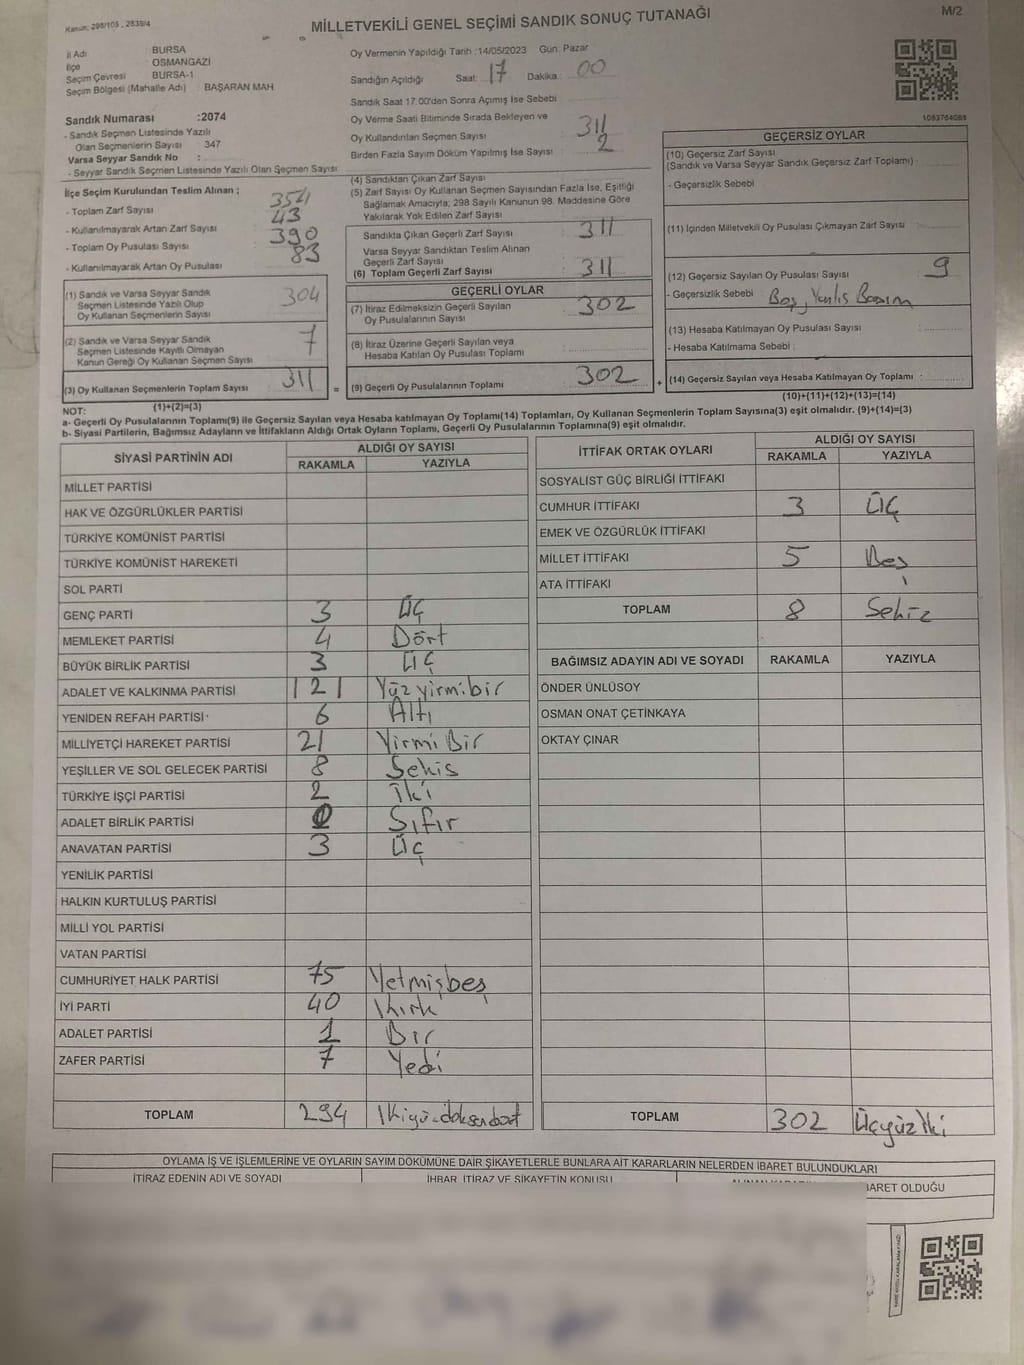 Kanun: 298/105, 2839/4
MİLLETVEKİLİ GENEL SEÇİMİ SANDIK SONUÇ TUTANAĞI
M/2
İl Adı BURSA
İlçe OSMANGAZİ
Seçim Çevresi BURSA-1
Seçim Bölgesi (Mahalle Adı) BAŞARAN MAH.
Sandık Numarası :2074
- Sandık Seçmen Listesinde Yazılı
Olan Seçmenlerin Sayısı : 347
Varsa Seyyar Sandık No :
- Seyyar Sandık Seçmen Listesinde Yazılı Olan Seçmen Sayısı
Oy Vermenin Yapıldığı Tarih :14/05/2023 Gün: Pazar
Sandığın Açıldığı Saat: 17 Dakika: 00
Sandık Saat 17:00'den Sonra Açımış İse Sebebi
Oy Verme Saati Bitiminde Sırada Bekleyen ve
Oy Kullandırılan Seçmen Sayısı : 311
Birden Fazla Sayım Döküm Yapılmış İse Sayısı : 2
1083764088
İlçe Seçim Kurulundan Teslim Alınan ;
- Toplam Zarf Sayısı 354
- Kullanılmayarak Artan Zarf Sayısı 43
- Toplam Oy Pusulası Sayısı 390
- Kullanılmayarak Artan Oy Pusulası 83
(1) Sandık ve Varsa Seyyar Sandık
Seçmen Listesinde Yazılı Olup
Oy Kullanan Seçmenlerin Sayısı 304
(2) Sandık ve Varsa Seyyar Sandık
Seçmen Listesinde Kayıtlı Olmayan
Kanun Gereği Oy Kullanan Seçmen Sayısı 7
(3) Oy Kullanan Seçmenlerin Toplam Sayısı 311 =
(1)+(2)=(3)
(4) Sandıktan Çıkan Zarf Sayısı
(5) Zarf Sayısı Oy Kullanan Seçmen Sayısından Fazla İse, Eşitliği
Sağlamak Amacıyla; 298 Sayılı Kanunun 98. Maddesine Göre
Yakılarak Yok Edilen Zarf Sayısı
Sandıkta Çıkan Geçerli Zarf Sayısı : 311
Varsa Seyyar Sandıktan Teslim Alınan
Geçerli Zarf Sayısı
(6) Toplam Geçerli Zarf Sayısı : 311
GEÇERLİ OYLAR
(7) İtiraz Edilmeksizin Geçerli Sayılan
Oy Pusulalarının Sayısı : 302
(8) İtiraz Üzerine Geçerli Sayılan veya
Hesaba Katılan Oy Pusulası Toplamı
(9) Geçerli Oy Pusulalarının Toplamı : 302 +
GEÇERSİZ OYLAR
(10) Geçersiz Zarf Sayısı
(Sandık ve Varsa Seyyar Sandık Geçersiz Zarf Toplamı)
- Geçersizlik Sebebi
(11) İçinden Milletvekili Oy Pusulası Çıkmayan Zarf Sayısı
(12) Geçersiz Sayılan Oy Pusulası Sayısı 9
- Geçersizlik Sebebi : Boş, Yanlış Basım
(13) Hesaba Katılmayan Oy Pusulası Sayısı :
- Hesaba Katılmama Sebebi :
(14) Geçersiz Sayılan veya Hesaba Katılmayan Oy Toplamı :
(10)+(11)+(12)+(13)=(14)
NOT:
a- Geçerli Oy Pusulalarının Toplamı(9) ile Geçersiz Sayılan veya Hesaba katılmayan Oy Toplamı(14) Toplamları, Oy Kullanan Seçmenlerin Toplam Sayısına(3) eşit olmalıdır. (9)+(14)=(3)
b- Siyasi Partilerin, Bağımsız Adayların ve İttifakların Aldığı Ortak Oyların Toplamı, Geçerli Oy Pusulalarının Toplamına(9) eşit olmalıdır.
SİYASİ PARTİNİN ADI ALDIĞI OY SAYISI
RAKAMLA YAZIYLA
MİLLET PARTİSİ
HAK VE ÖZGÜRLÜKLER PARTİSİ
TÜRKİYE KOMÜNİST PARTİSİ
TÜRKİYE KOMÜNİST HAREKETİ
SOL PARTİ
GENÇ PARTİ 3 Üç
MEMLEKET PARTİSİ 4 Dört
BÜYÜK BİRLİK PARTİSİ 3 Üç
ADALET VE KALKINMA PARTİSİ 121 Yüz yirmi bir
YENİDEN REFAH PARTİSİ 6 Altı
MİLLİYETÇİ HAREKET PARTİSİ 21 Yirmi Bir
YEŞİLLER VE SOL GELECEK PARTİSİ 8 Sekis
TÜRKİYE İŞÇİ PARTİSİ 2 İki
ADALET BİRLİK PARTİSİ 0 Sıfır
ANAVATAN PARTİSİ 3 Üç
YENİLİK PARTİSİ
HALKIN KURTULUŞ PARTİSİ
MİLLİ YOL PARTİSİ
VATAN PARTİSİ
CUMHURİYET HALK PARTİSİ 75 Yetmişbeş
İYİ PARTİ 40 Kırk
ADALET PARTİSİ 1 Bir
ZAFER PARTİSİ 7 Yedi
TOPLAM 294 İkiyüzdoksandört
İTTİFAK ORTAK OYLARI ALDIĞI OY SAYISI
RAKAMLA YAZIYLA
SOSYALİST GÜÇ BİRLİĞİ İTTİFAKI
CUMHUR İTTİFAKI 3 Üç
EMEK VE ÖZGÜRLÜK İTTİFAKI
MİLLET İTTİFAKI 5 Beş
ATA İTTİFAKI
TOPLAM 8 Sekiz
BAĞIMSIZ ADAYIN ADI VE SOYADI RAKAMLA YAZIYLA
ÖNDER ÜNLÜSOY
OSMAN ONAT ÇETİNKAYA
OKTAY ÇINAR
TOPLAM 302 Üçyüziki
OYLAMA İŞ VE İŞLEMLERİNE VE OYLARIN SAYIM DÖKÜMÜNE DAİR ŞİKAYETLERLE BUNLARA AİT KARARLARIN NELERDEN İBARET BULUNDUKLARI
İTİRAZ EDENİN ADI VE SOYADI İHBAR, İTİRAZ VE ŞİKAYETİN KONUSU BARET OLDUĞU